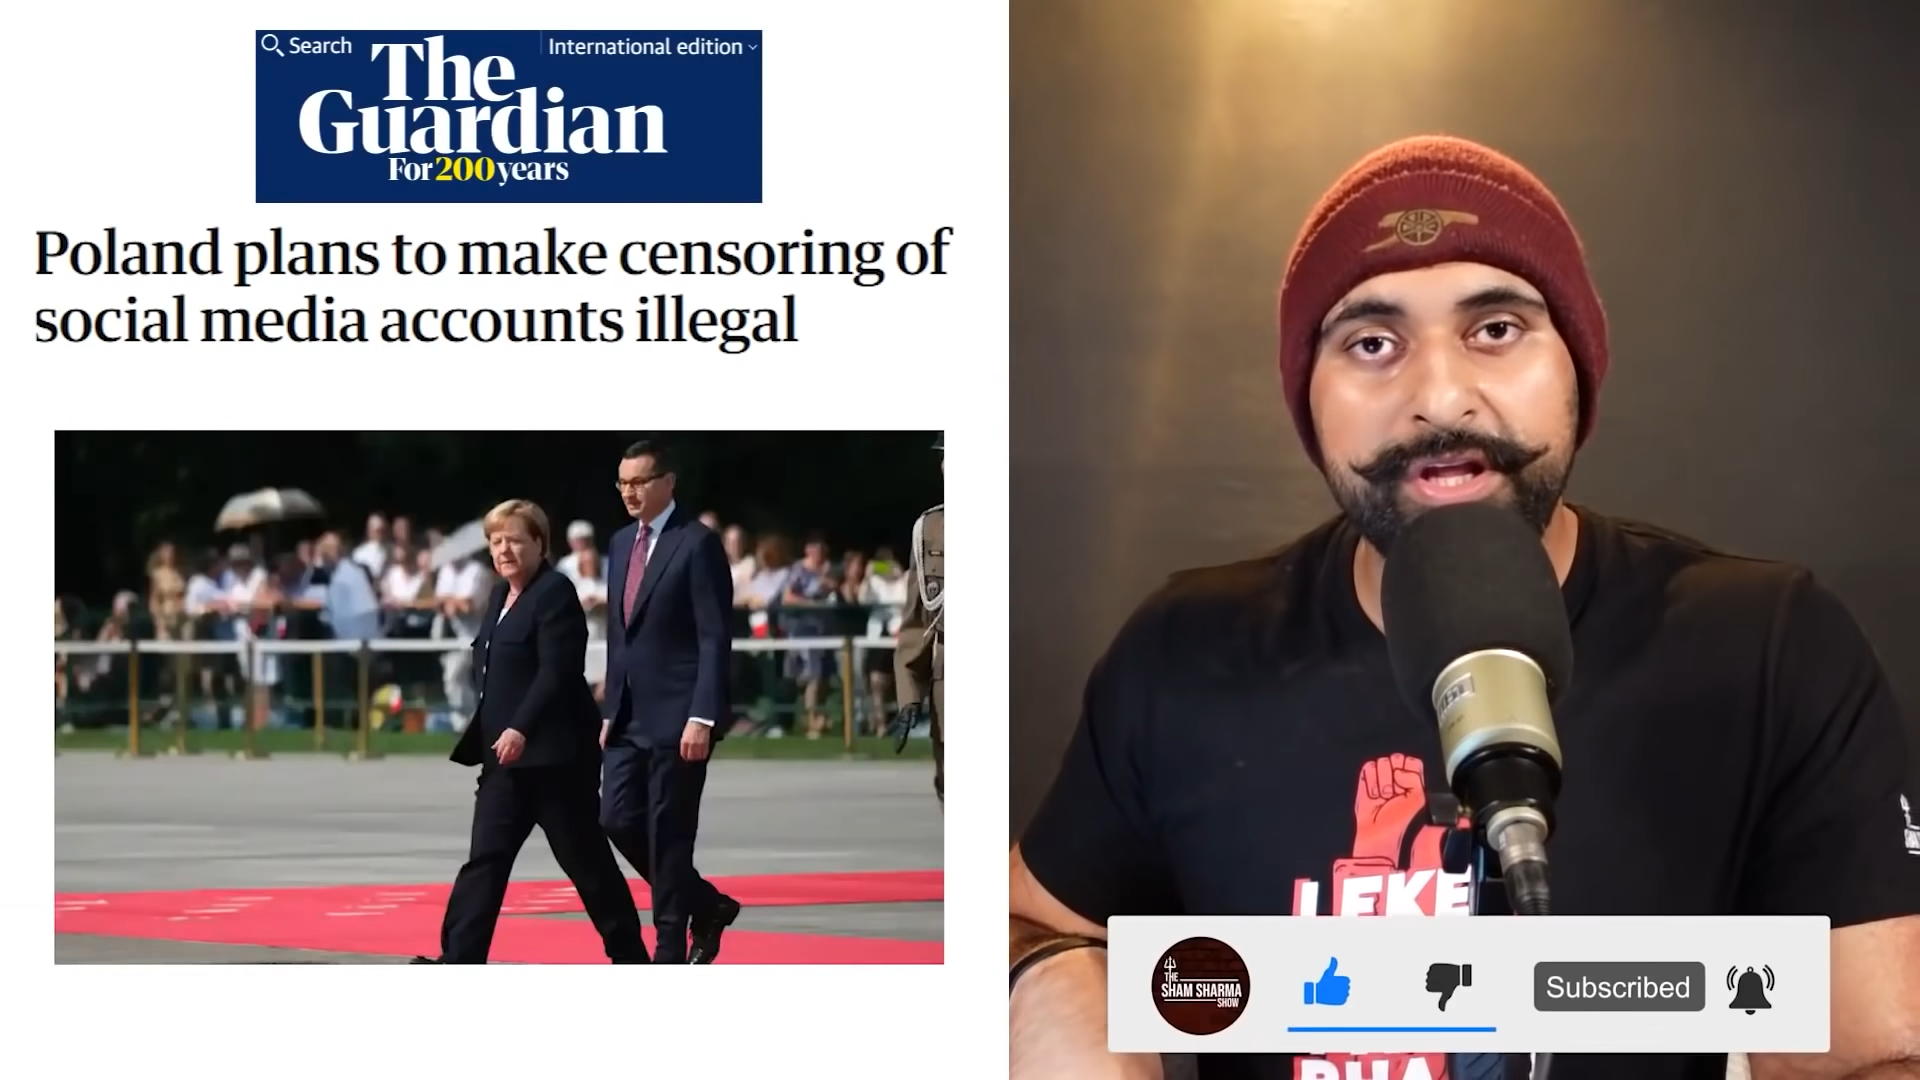 Search
International edition
The
Guardian
For 200 years
Poland plans to make censoring of
social media accounts illegal
LEKE
THE
SHAM SHARMA
SHOW
Subscribed
BHA